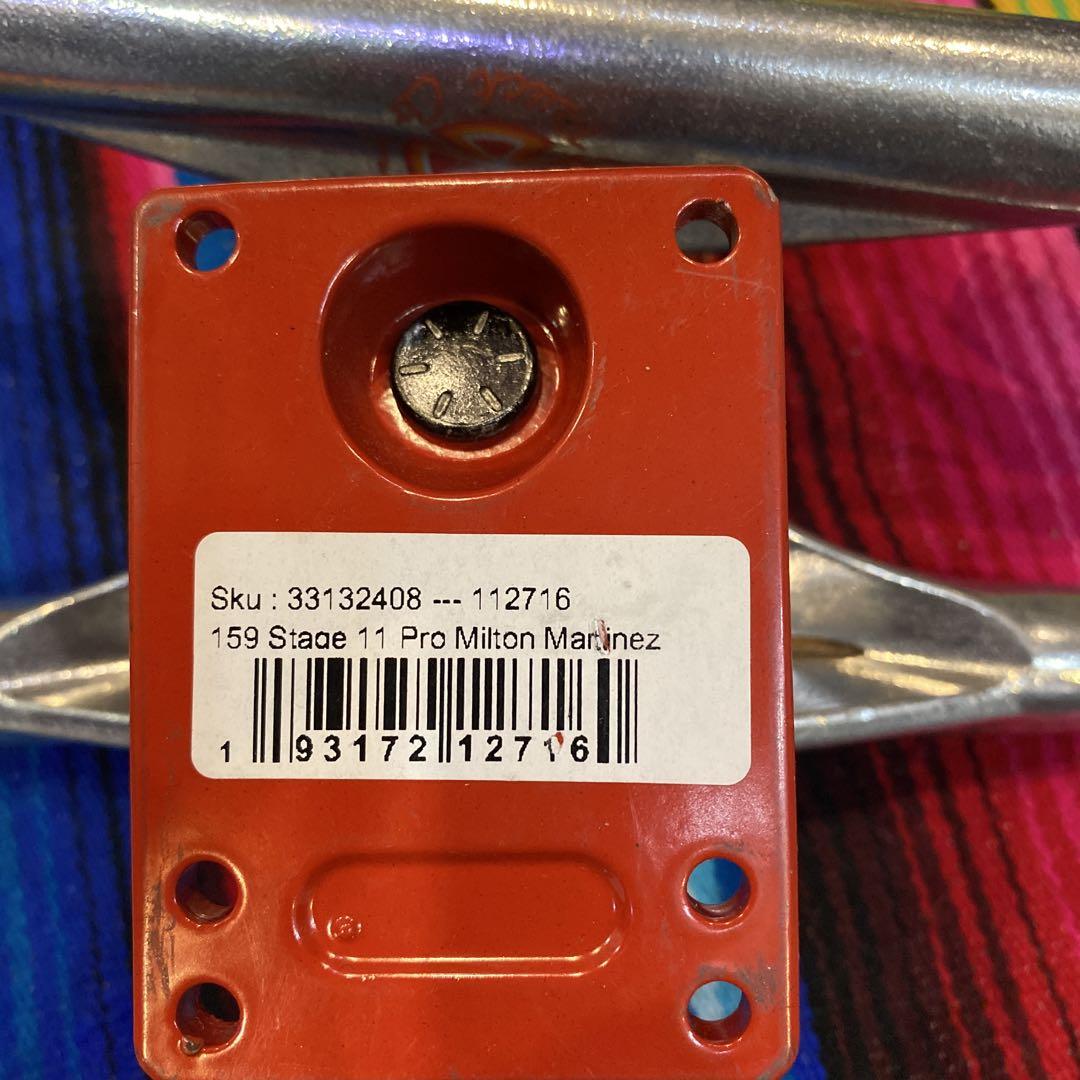 Sku : 33132408 --- 112716
159 Stage 11 Pro Milton Martinez
1 93172 12716
®